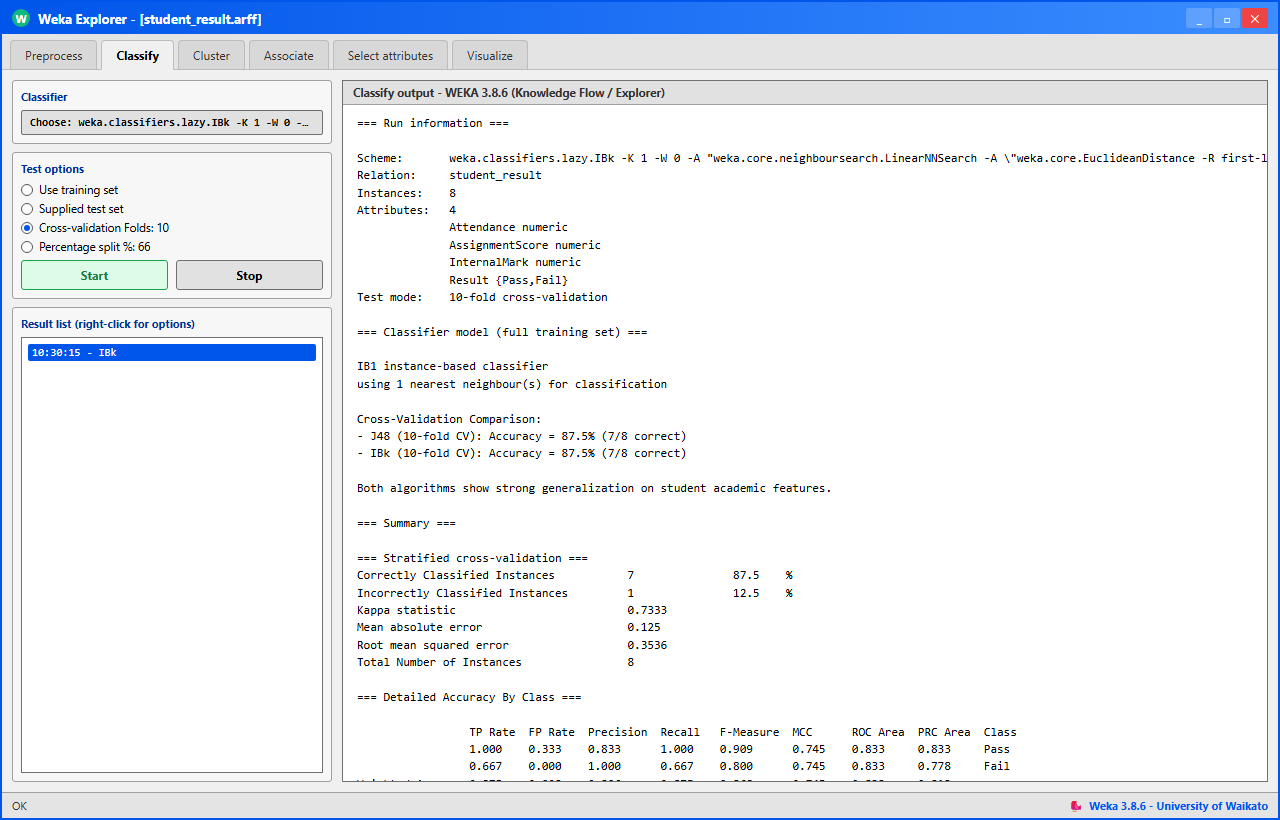 W Weka Explorer - [student_result.arff]
Preprocess Classify Cluster Associate Select attributes Visualize
Classifier
Choose: weka.classifiers.lazy.IBk -K 1 -W 0 -...
Test options
Use training set
Supplied test set
Cross-validation Folds: 10
Percentage split %: 66
Start Stop
Result list (right-click for options)
10:30:15 - IBk
Classify output - WEKA 3.8.6 (Knowledge Flow / Explorer)
=== Run information ===
Scheme: weka.classifiers.lazy.IBk -K 1 -W 0 -A "weka.core.neighboursearch.LinearNNSearch -A \"weka.core.EuclideanDistance -R first-l
Relation: student_result
Instances: 8
Attributes: 4
Attendance numeric
AssignmentScore numeric
InternalMark numeric
Result {Pass,Fail}
Test mode: 10-fold cross-validation
=== Classifier model (full training set) ===
IB1 instance-based classifier
using 1 nearest neighbour(s) for classification
Cross-Validation Comparison:
- J48 (10-fold CV): Accuracy = 87.5% (7/8 correct)
- IBk (10-fold CV): Accuracy = 87.5% (7/8 correct)
Both algorithms show strong generalization on student academic features.
=== Summary ===
=== Stratified cross-validation ===
Correctly Classified Instances 7 87.5 %
Incorrectly Classified Instances 1 12.5 %
Kappa statistic 0.7333
Mean absolute error 0.125
Root mean squared error 0.3536
Total Number of Instances 8
=== Detailed Accuracy By Class ===
TP Rate FP Rate Precision Recall F-Measure MCC ROC Area PRC Area Class
1.000 0.333 0.833 1.000 0.909 0.745 0.833 0.833 Pass
0.667 0.000 1.000 0.667 0.800 0.745 0.833 0.778 Fail
OK
Weka 3.8.6 - University of Waikato